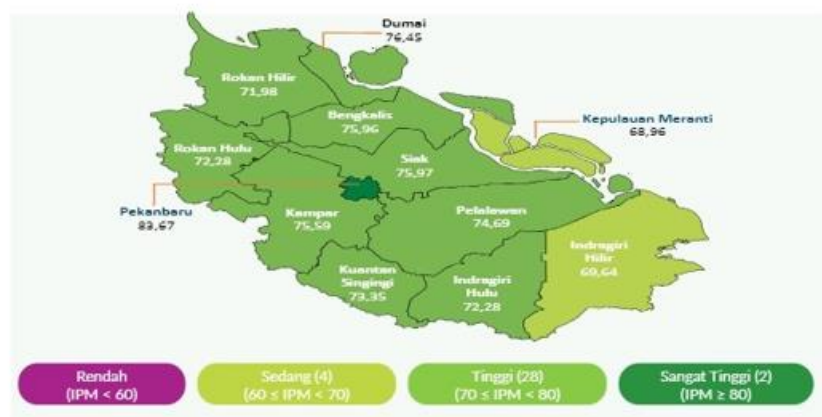 Dumai
76,45
Rokan Hilir
71,98
Bengkalis
75,96
Kepulauan Meranti
68,96
Rokan Hulu
72,28
Siak
75,97
Pekanbaru
83,67
Kampar
75,59
Pelalawan
74,69
Indragiri
Hilir
69,64
Kuantan
Singingi
73,35
Indragiri
Hulu
72,28
Rendah
(IPM < 60)
Sedang (4)
(60 ≤ IPM < 70)
Tinggi (28)
(70 ≤ IPM < 80)
Sangat Tinggi (2)
(IPM ≥ 80)